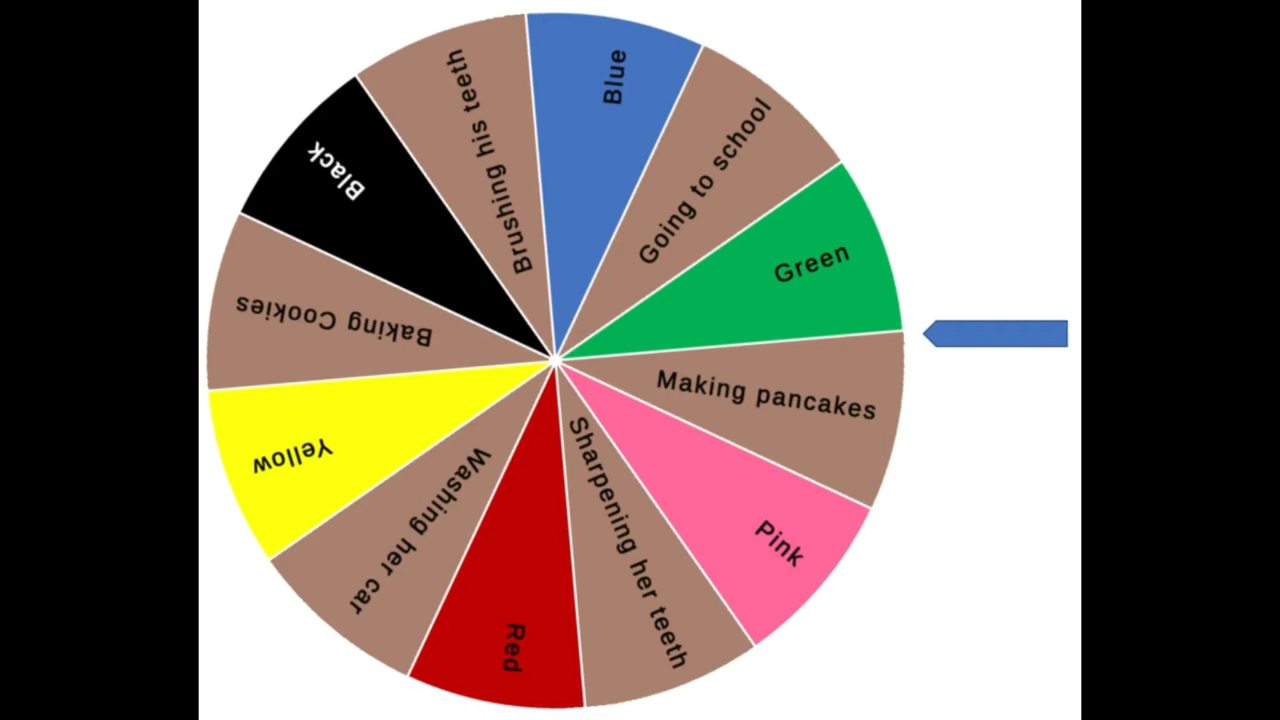 Blue
Going to school
Green
Making pancakes
Pink
Sharpening her teeth
Red
Washing her car
Yellow
Baking Cookies
Black
Brushing his teeth